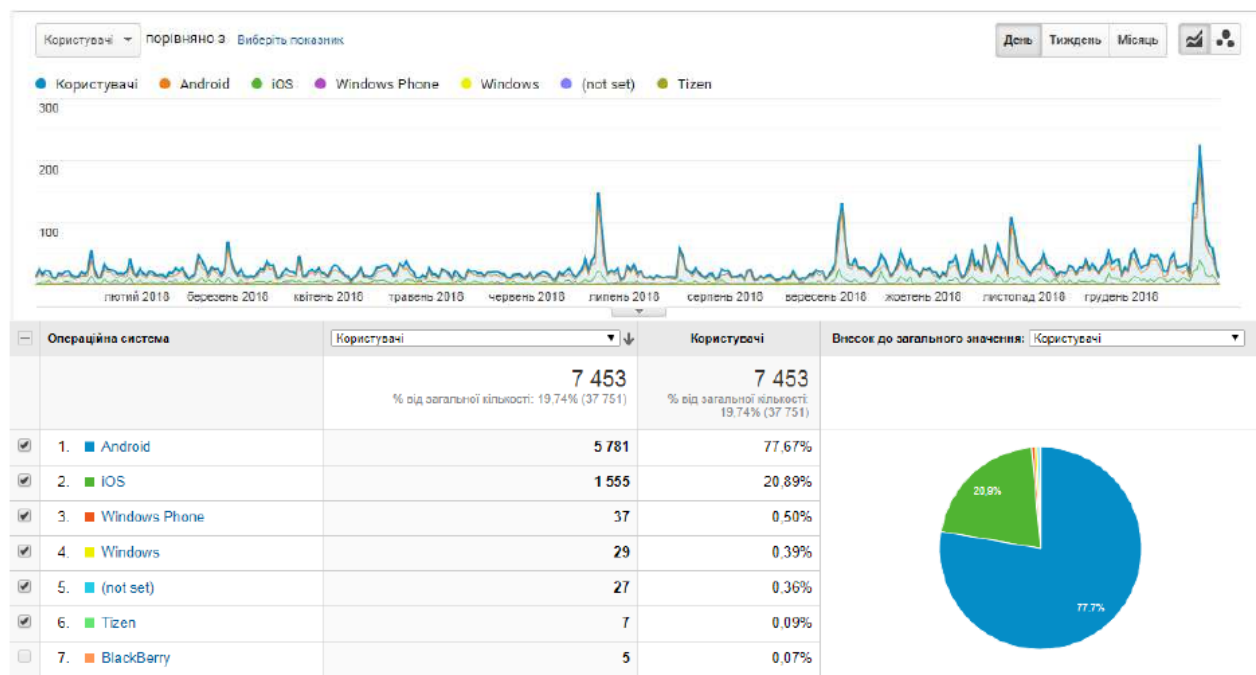 Користувачі порівняно з Виберіть показник День Тиждень Місяць
Користувачі Android iOS Windows Phone Windows (not set) Tizen
300
200
100
лютий 2018 березень 2018 квітень 2018 травень 2018 червень 2018 липень 2018 серпень 2018 вересень 2018 жовтень 2018 листопад 2018 грудень 2018
Операційна система Користувачі Користувачі Внесок до загального значення: Користувачі
7 453 7 453
% від загальної кількості: 19,74% (37 751) % від загальної кількості:
19,74% (37 751)
1. Android 5 781 77,67%
2. iOS 1 555 20,89%
3. Windows Phone 37 0,50%
4. Windows 29 0,39%
5. (not set) 27 0,36%
6. Tizen 7 0,09%
7. BlackBerry 5 0,07%
20,9%
77,7%